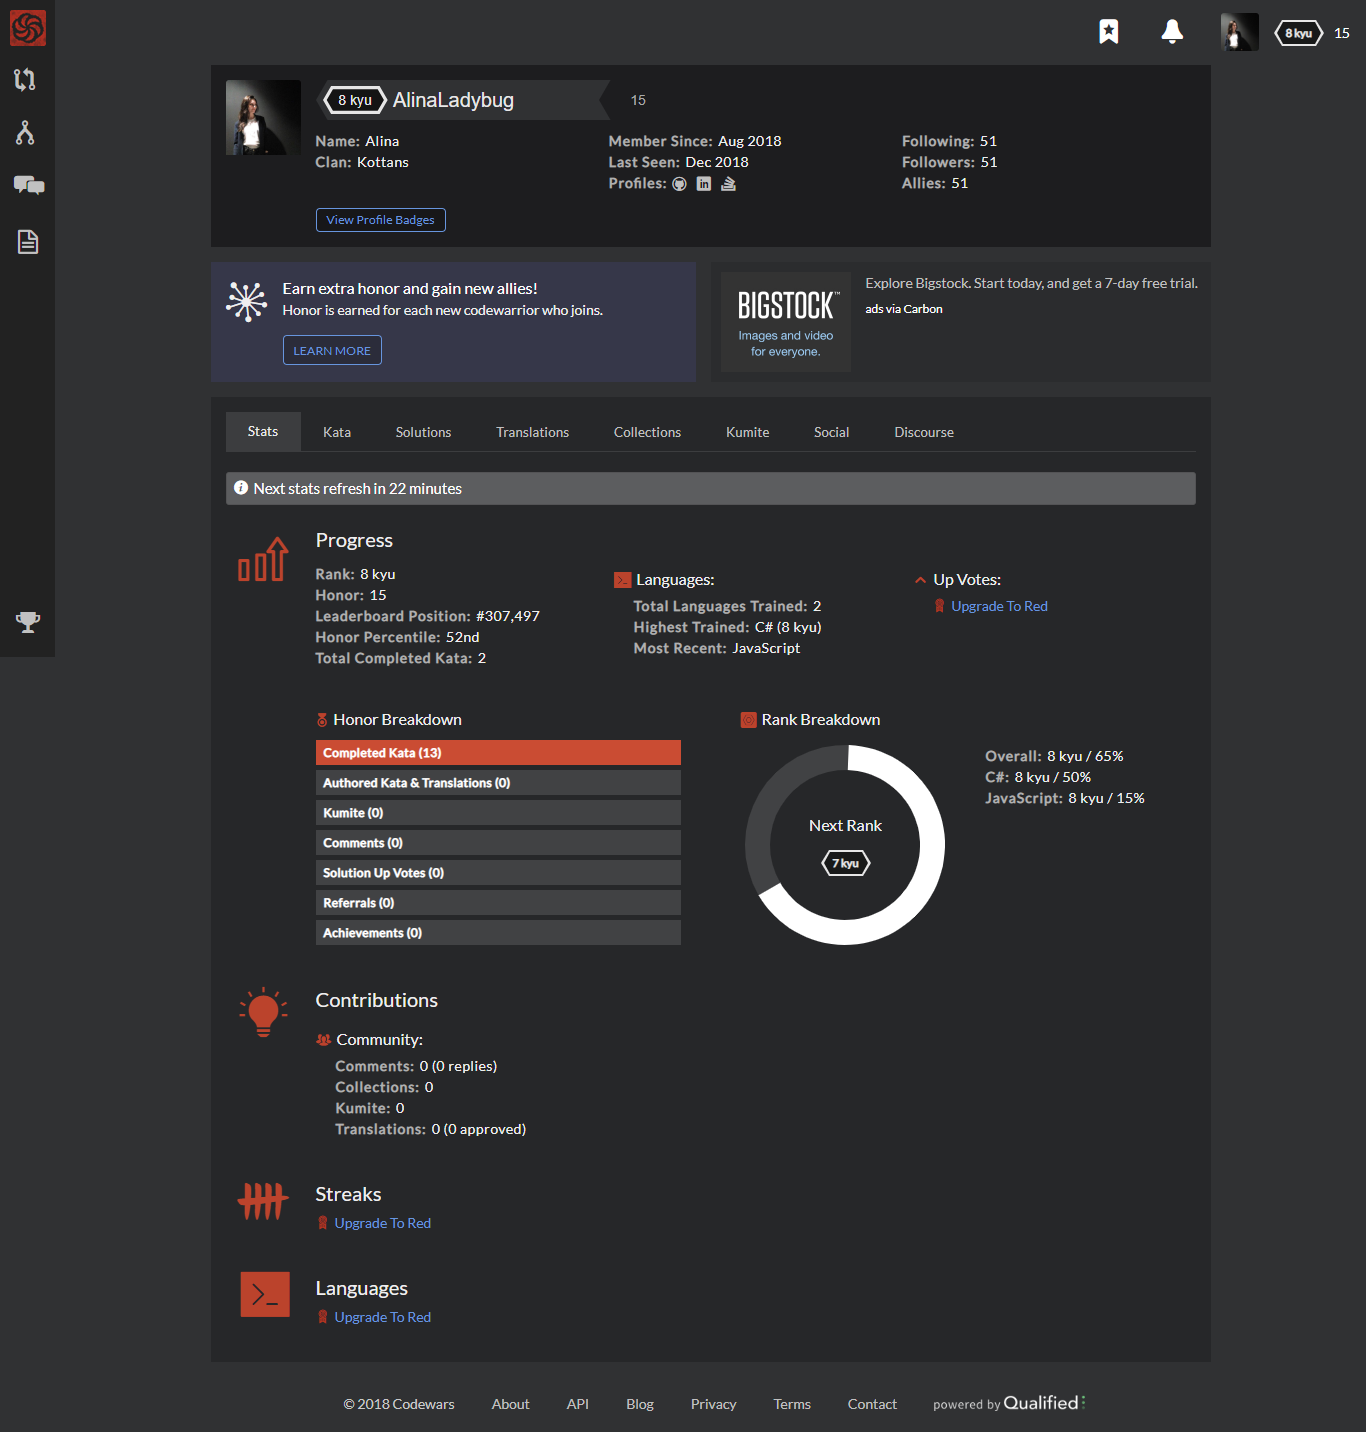 8 kyu 15
8 kyu AlinaLadybug 15
Name: Alina
Clan: Kottans
Member Since: Aug 2018
Last Seen: Dec 2018
Profiles:
Following: 51
Followers: 51
Allies: 51
View Profile Badges
Earn extra honor and gain new allies!
Honor is earned for each new codewarrior who joins.
LEARN MORE
BIGSTOCK™
Images and video
for everyone.
Explore Bigstock. Start today, and get a 7-day free trial.
ads via Carbon
Stats Kata Solutions Translations Collections Kumite Social Discourse
Next stats refresh in 22 minutes
Progress
Rank: 8 kyu
Honor: 15
Leaderboard Position: #307,497
Honor Percentile: 52nd
Total Completed Kata: 2
Languages:
Total Languages Trained: 2
Highest Trained: C# (8 kyu)
Most Recent: JavaScript
Up Votes:
Upgrade To Red
Honor Breakdown
Completed Kata (13)
Authored Kata & Translations (0)
Kumite (0)
Comments (0)
Solution Up Votes (0)
Referrals (0)
Achievements (0)
Rank Breakdown
Next Rank
7 kyu
Overall: 8 kyu / 65%
C#: 8 kyu / 50%
JavaScript: 8 kyu / 15%
Contributions
Community:
Comments: 0 (0 replies)
Collections: 0
Kumite: 0
Translations: 0 (0 approved)
Streaks
Upgrade To Red
Languages
Upgrade To Red
© 2018 Codewars About API Blog Privacy Terms Contact powered by Qualified